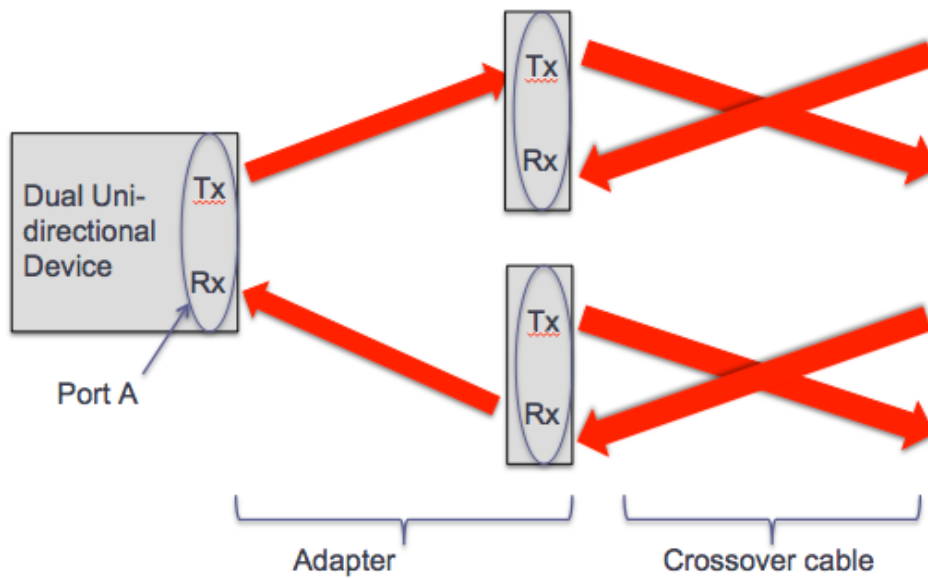 Tx
Rx
Dual Uni-
directional
Device
Tx
Rx
Port A
Tx
Rx
Adapter
Crossover cable